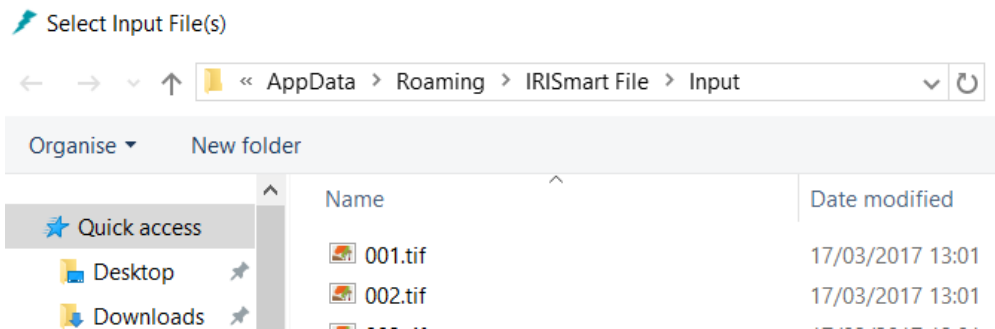 Select Input File(s)
« AppData > Roaming > IRISmart File > Input
Organise New folder
Name Date modified
Quick access
001.tif 17/03/2017 13:01
Desktop
002.tif 17/03/2017 13:01
Downloads